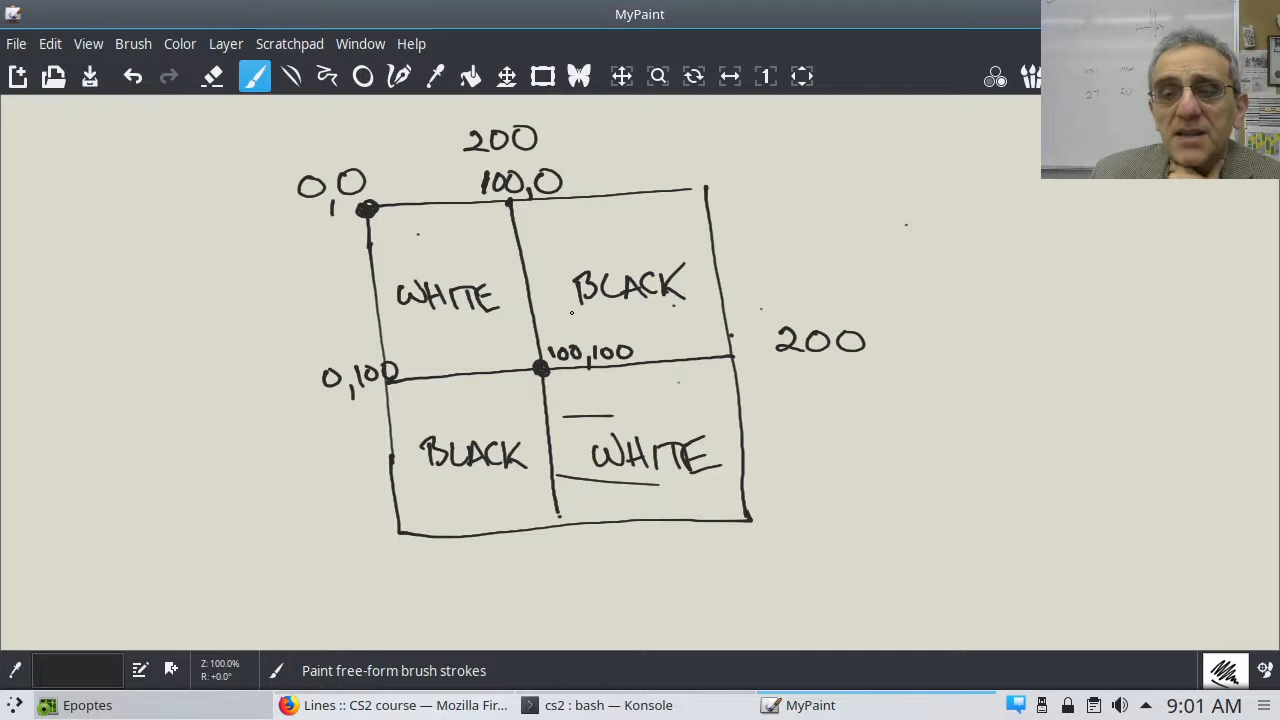 MyPaint
File Edit View Brush Color Layer Scratchpad Window Help
200
0,0
100,0
WHITE
BLACK
100,100
200
0,100
BLACK
WHITE
Z: 100.0%
R: +0.0°
Paint free-form brush strokes
Epoptes
Lines :: CS2 course — Mozilla Fir...
cs2 : bash — Konsole
MyPaint
9:01 AM